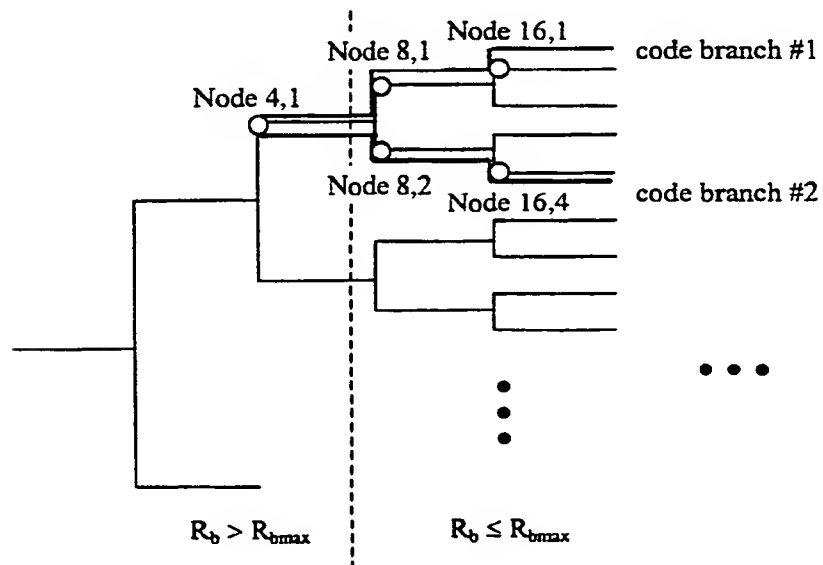 Node 16,1
Node 8,1
code branch #1
Node 4,1
Node 8,2
code branch #2
Node 16,4
R_b > R_bmax
R_b ≤ R_bmax